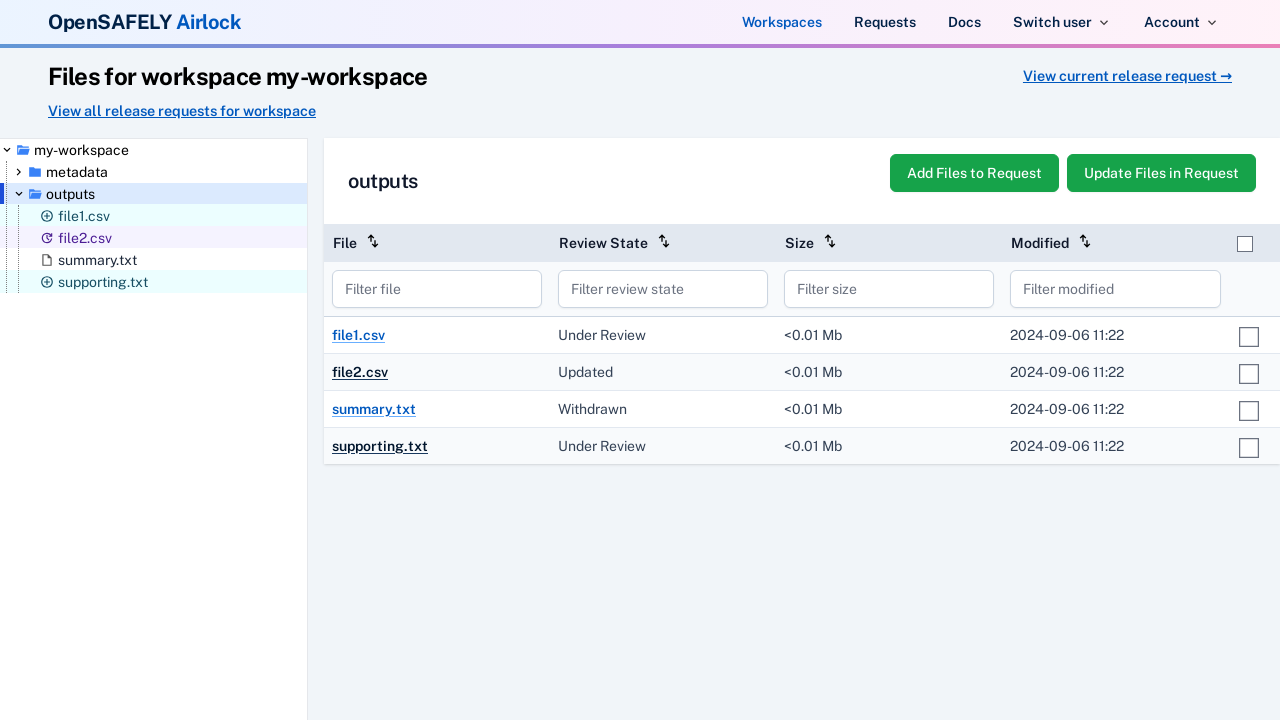 OpenSAFELY Airlock
Workspaces Requests Docs Switch user Account
Files for workspace my-workspace
View current release request →
View all release requests for workspace
my-workspace
metadata
outputs
file1.csv
file2.csv
summary.txt
supporting.txt
outputs
Add Files to Request Update Files in Request
File Review State Size Modified
Filter file Filter review state Filter size Filter modified
file1.csv Under Review <0.01 Mb 2024-09-06 11:22
file2.csv Updated <0.01 Mb 2024-09-06 11:22
summary.txt Withdrawn <0.01 Mb 2024-09-06 11:22
supporting.txt Under Review <0.01 Mb 2024-09-06 11:22